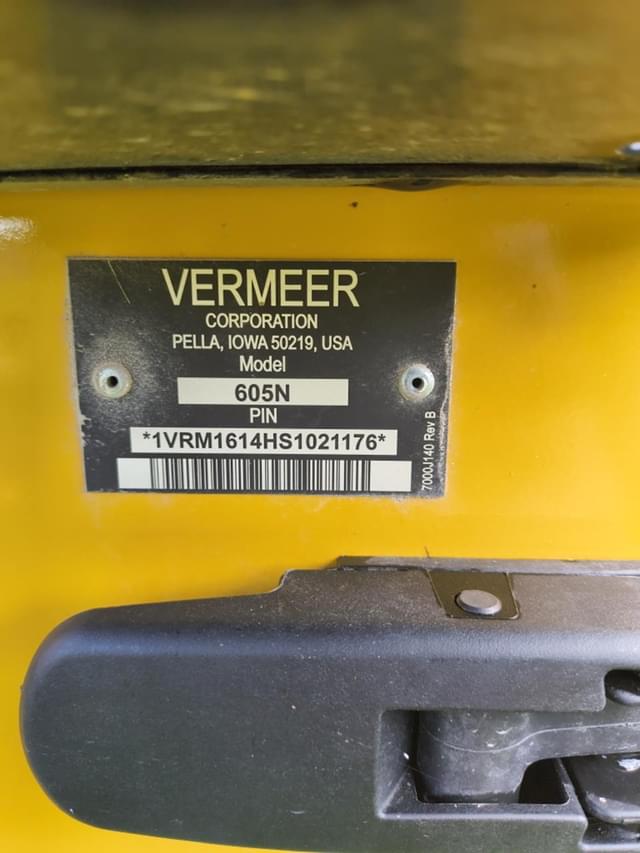 VERMEER
CORPORATION
PELLA, IOWA 50219, USA
Model
605N
PIN
*1VRM1614HS1021176*
7000J140 Rev B